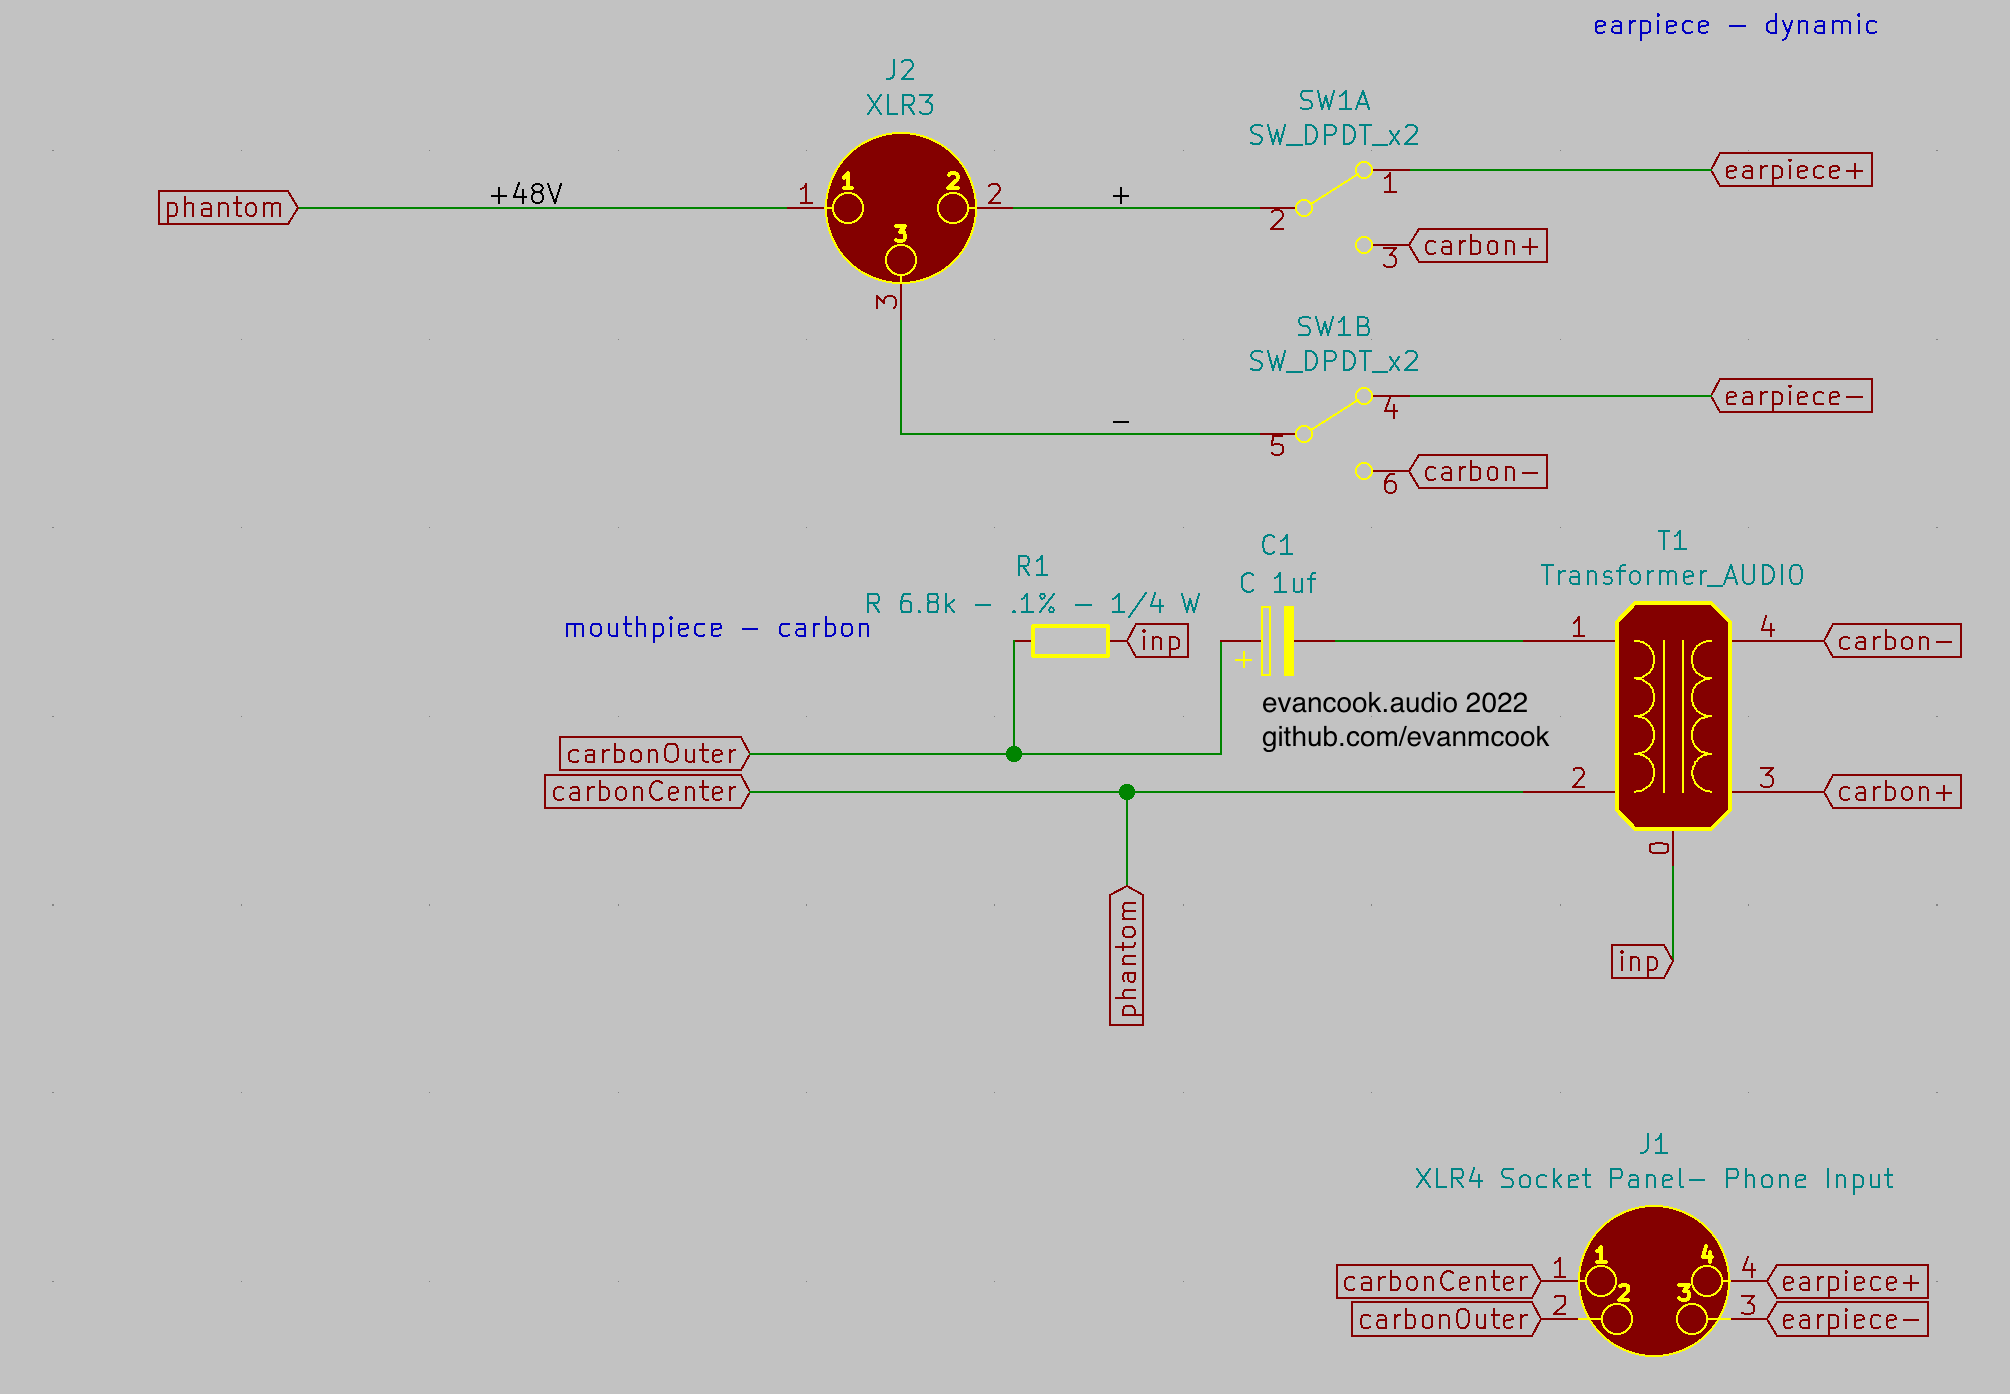 earpiece - dynamic
J2
XLR3
SW1A
SW_DPDT_x2
phantom
+48V
1
1
2
2
3
3
+
2
1
earpiece+
3
carbon+
SW1B
SW_DPDT_x2
-
5
4
earpiece-
6
carbon-
mouthpiece - carbon
R1
R 6.8k - .1% - 1/4 W
inp
C1
C 1uf
+
evancook.audio 2022
github.com/evanmcook
T1
Transformer_AUDIO
1
4
carbon-
carbonOuter
carbonCenter
2
3
carbon+
0
phantom
inp
J1
XLR4 Socket Panel- Phone Input
carbonCenter
1
1
4
4
earpiece+
carbonOuter
2
2
3
3
earpiece-